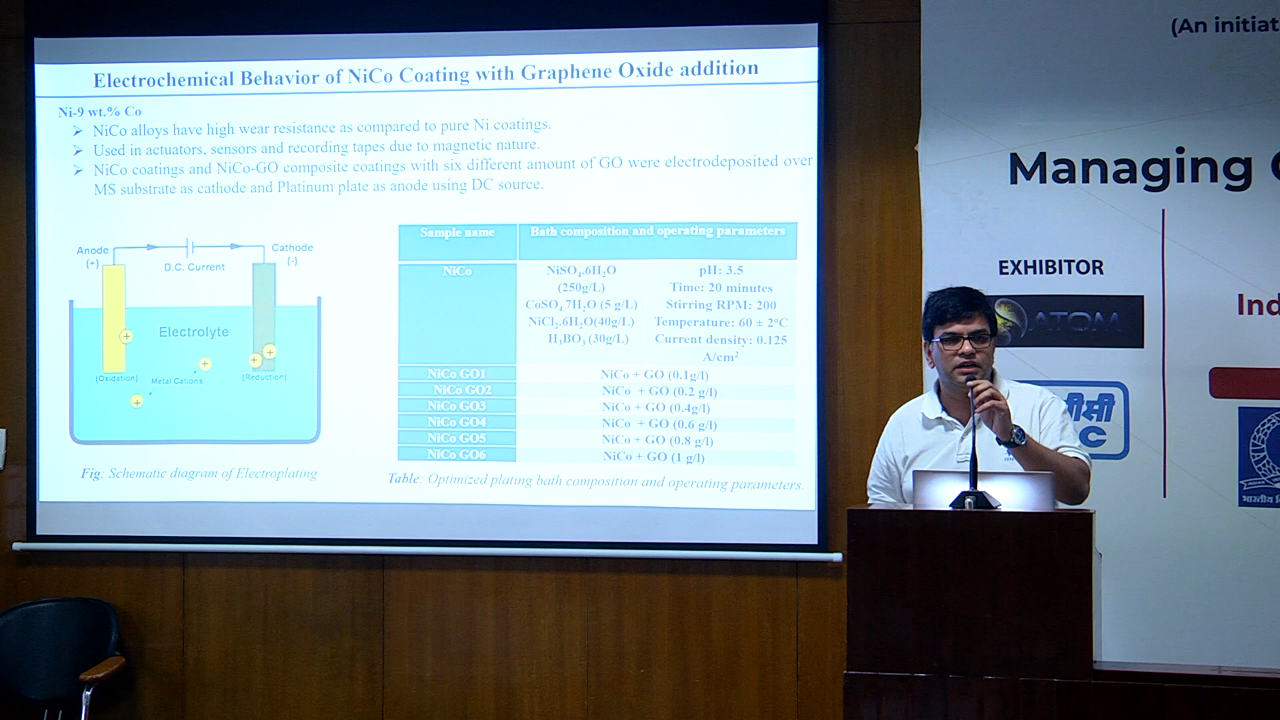 Electrochemical Behavior of NiCo Coating with Graphene Oxide addition
Ni-9 wt.% Co
➢ NiCo alloys have high wear resistance as compared to pure Ni coatings.
➢ Used in actuators, sensors and recording tapes due to magnetic nature.
➢ NiCo coatings and NiCo-GO composite coatings with six different amount of GO were electrodeposited over
MS substrate as cathode and Platinum plate as anode using DC source.
Anode
(+)
D.C. Current
Cathode
(-)
Electrolyte
(Oxidation)
Metal Cations
(Reduction)
Fig: Schematic diagram of Electroplating
Sample name
Bath composition and operating parameters
NiCo
NiSO₄.6H₂O
(250g/L)
CoSO₄7H₂O (5 g/L)
NiCl₂.6H₂O(40g/L)
H₃BO₃ (30g/L)
pH: 3.5
Time: 20 minutes
Stirring RPM: 200
Temperature: 60 ± 2°C
Current density: 0.125
A/cm²
NiCo GO1 NiCo + GO (0.1g/l)
NiCo GO2 NiCo + GO (0.2 g/l)
NiCo GO3 NiCo + GO (0.4g/l)
NiCo GO4 NiCo + GO (0.6 g/l)
NiCo GO5 NiCo + GO (0.8 g/l)
NiCo GO6 NiCo + GO (1 g/l)
Table: Optimized plating bath composition and operating parameters.
(An initiat
Managing
EXHIBITOR
ATOM
Ind
सी
C